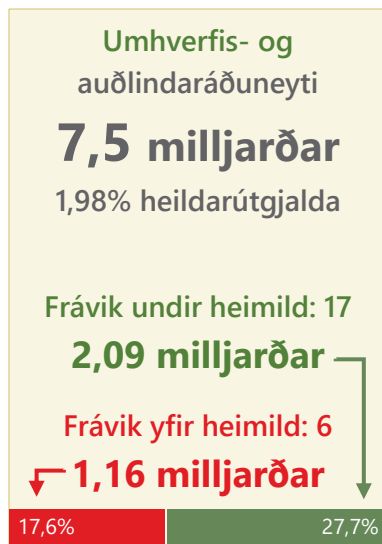 Umhverfis- og
auðlindaráðuneyti
7,5 milljarðar
1,98% heildarútgjalda
Frávik undir heimild: 17
2,09 milljarðar
Frávik yfir heimild: 6
1,16 milljarðar
17,6% 27,7%